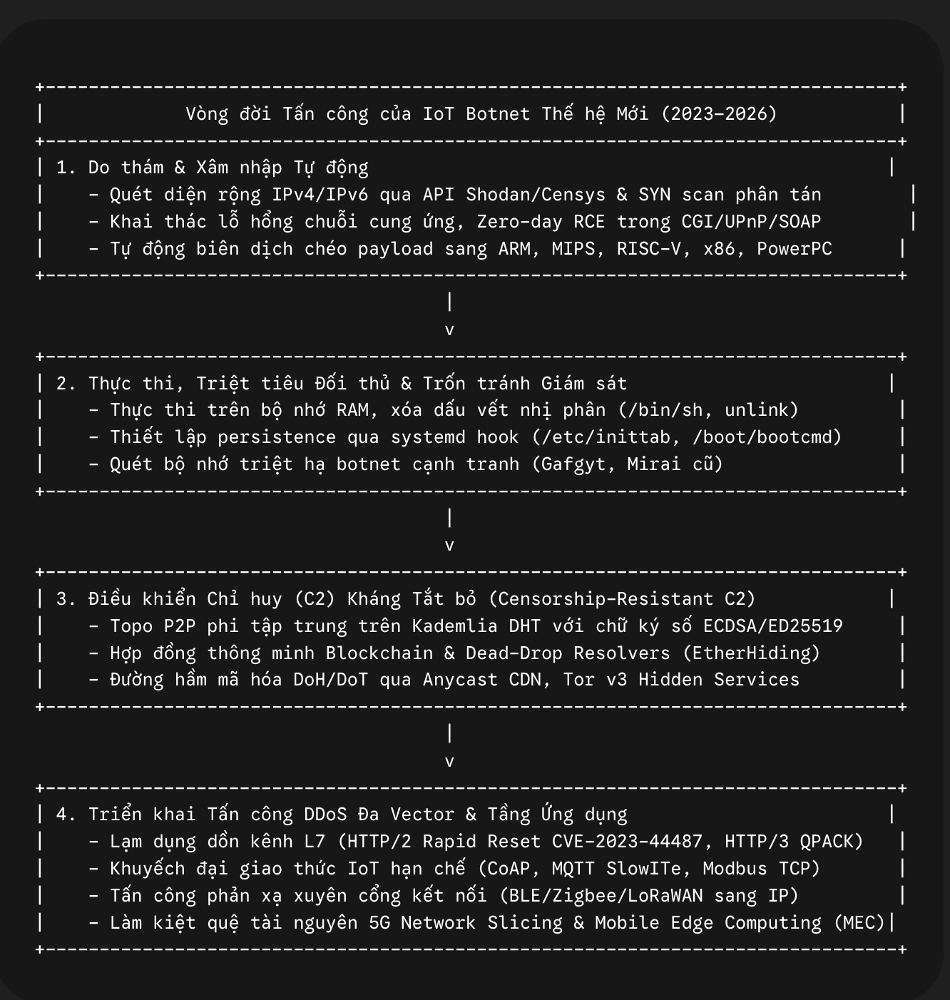 +-------------------------------------------------------------------------------+
|             Vòng đời Tấn công của IoT Botnet Thế hệ Mới (2023-2026)           |
+-------------------------------------------------------------------------------+
| 1. Do thám & Xâm nhập Tự động                                                |
|    - Quét diện rộng IPv4/IPv6 qua API Shodan/Censys & SYN scan phân tán        |
|    - Khai thác lỗ hổng chuỗi cung ứng, Zero-day RCE trong CGI/UPnP/SOAP        |
|    - Tự động biên dịch chéo payload sang ARM, MIPS, RISC-V, x86, PowerPC      |
+-------------------------------------------------------------------------------+
                                      |
                                      v
+-------------------------------------------------------------------------------+
| 2. Thực thi, Triệt tiêu Đối thủ & Trốn tránh Giám sát                        |
|    - Thực thi trên bộ nhớ RAM, xóa dấu vết nhị phân (/bin/sh, unlink)         |
|    - Thiết lập persistence qua systemd hook (/etc/inittab, /boot/bootcmd)     |
|    - Quét bộ nhớ triệt hạ botnet cạnh tranh (Gafgyt, Mirai cũ)                |
+-------------------------------------------------------------------------------+
                                      |
                                      v
+-------------------------------------------------------------------------------+
| 3. Điều khiển Chỉ huy (C2) Kháng Tắt bỏ (Censorship-Resistant C2)            |
|    - Topo P2P phi tập trung trên Kademlia DHT với chữ ký số ECDSA/ED25519     |
|    - Hợp đồng thông minh Blockchain & Dead-Drop Resolvers (EtherHiding)       |
|    - Đường hầm mã hóa DoH/DoT qua Anycast CDN, Tor v3 Hidden Services         |
+-------------------------------------------------------------------------------+
                                      |
                                      v
+-------------------------------------------------------------------------------+
| 4. Triển khai Tấn công DDoS Đa Vector & Tầng Ứng dụng                        |
|    - Lạm dụng dồn kênh L7 (HTTP/2 Rapid Reset CVE-2023-44487, HTTP/3 QPACK)   |
|    - Khuyếch đại giao thức IoT hạn chế (CoAP, MQTT SlowITe, Modbus TCP)       |
|    - Tấn công phản xạ xuyên cổng kết nối (BLE/Zigbee/LoRaWAN sang IP)         |
|    - Làm kiệt quệ tài nguyên 5G Network Slicing & Mobile Edge Computing (MEC)|
+-------------------------------------------------------------------------------+